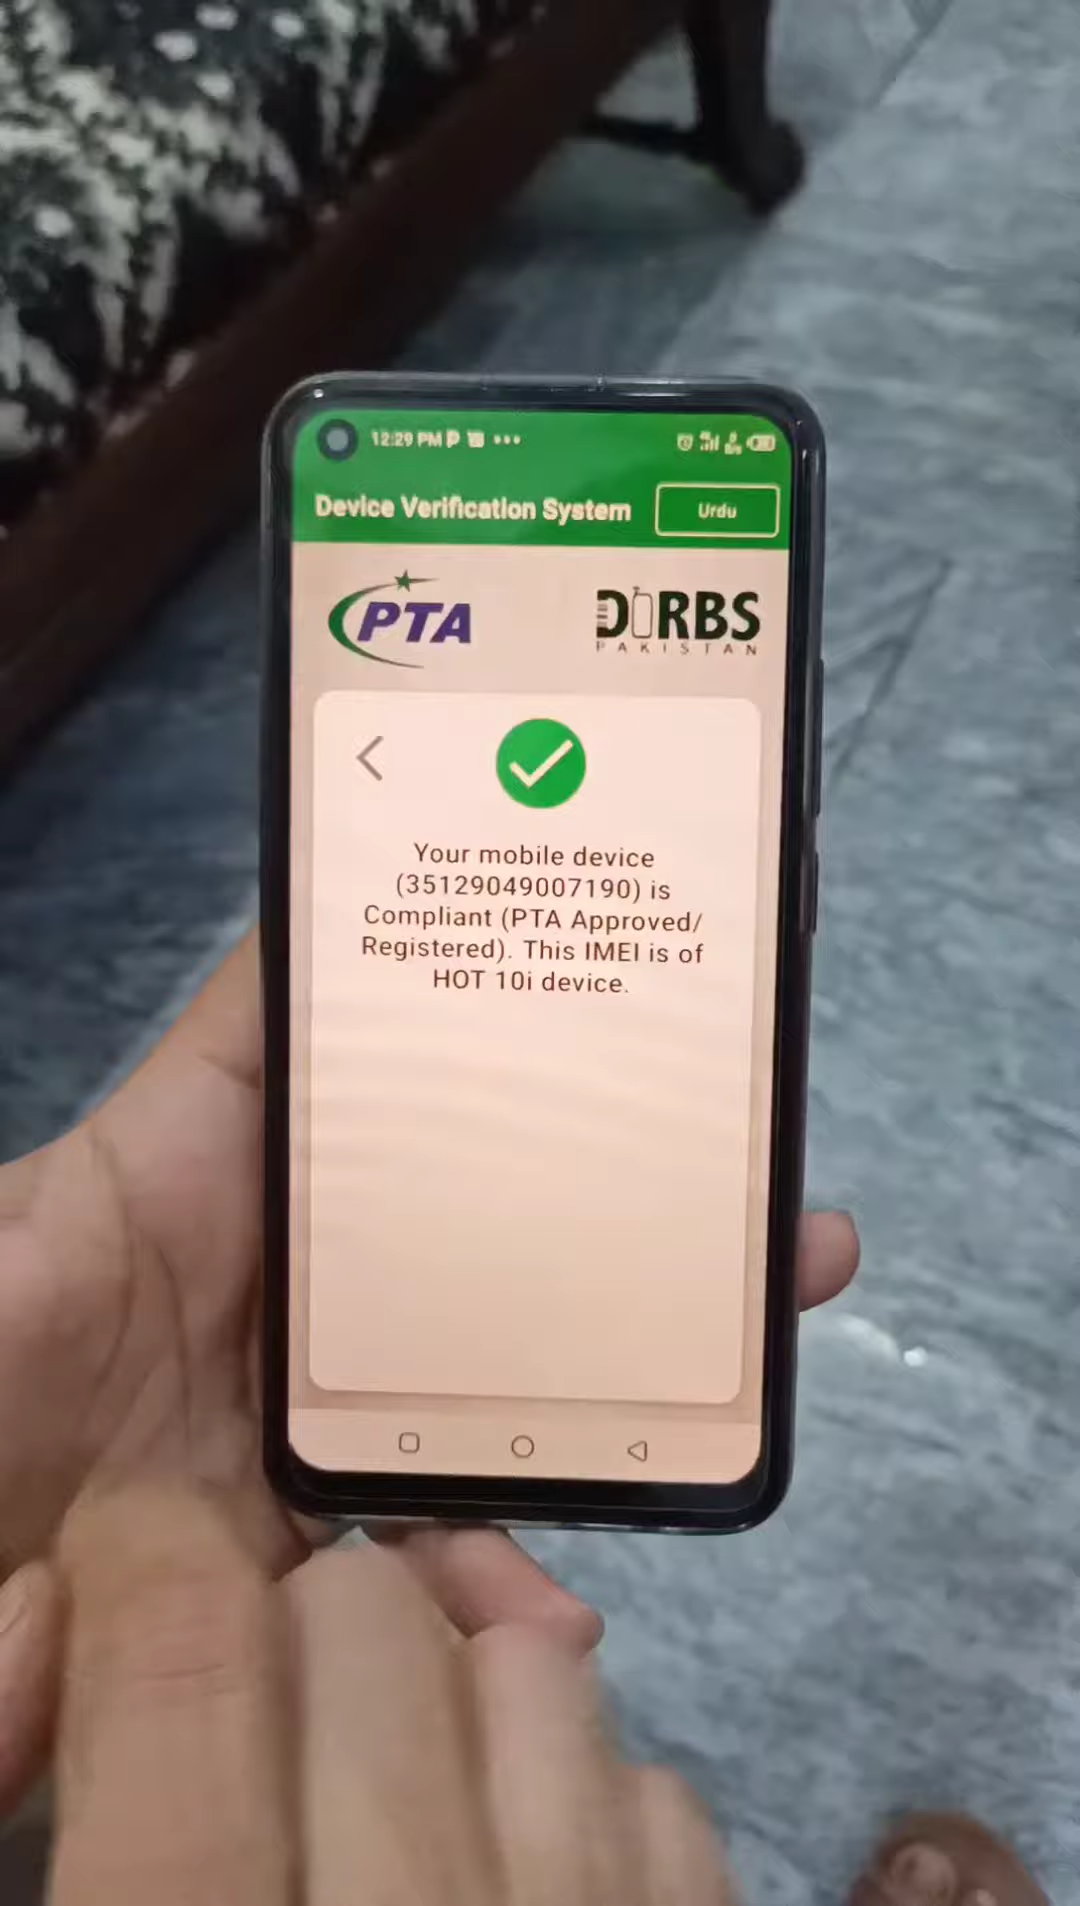 12:29 PM P
Device Verification System
Urdu
PTA
DIRBS
PAKISTAN
Your mobile device
(35129049007190) is
Compliant (PTA Approved/
Registered). This IMEI is of
HOT 10i device.